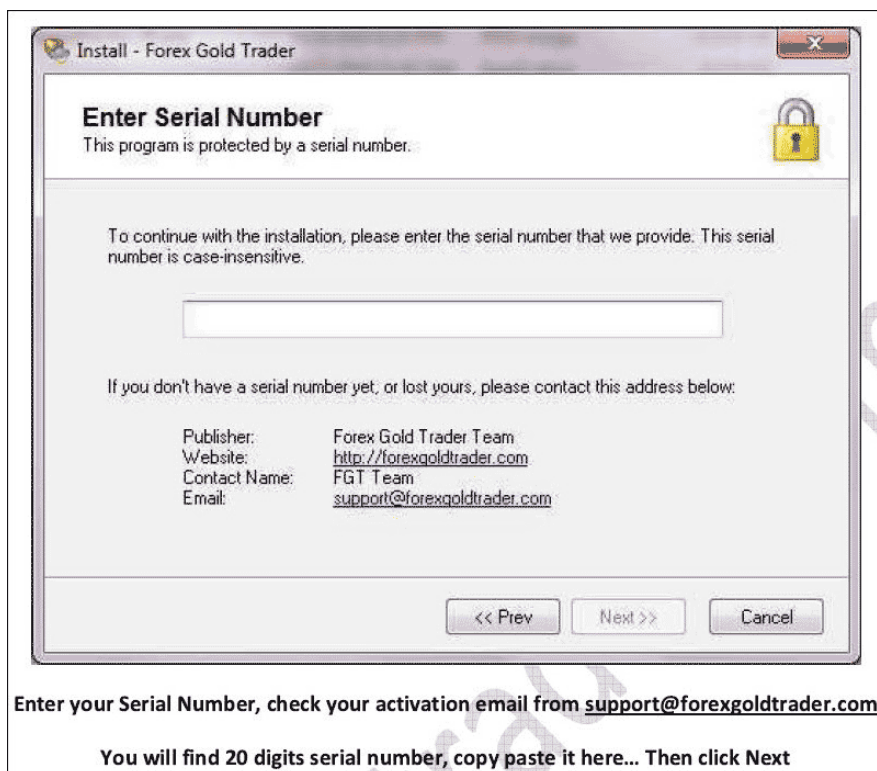 Install - Forex Gold Trader
Enter Serial Number
This program is protected by a serial number.
To continue with the installation, please enter the serial number that we provide. This serial
number is case-insensitive.
If you don't have a serial number yet, or lost yours, please contact this address below:
Publisher: Forex Gold Trader Team
Website: http://forexgoldtrader.com
Contact Name: FGT Team
Email: support@forexgoldtrader.com
<< Prev Next >> Cancel
Enter your Serial Number, check your activation email from support@forexgoldtrader.com
You will find 20 digits serial number, copy paste it here... Then click Next